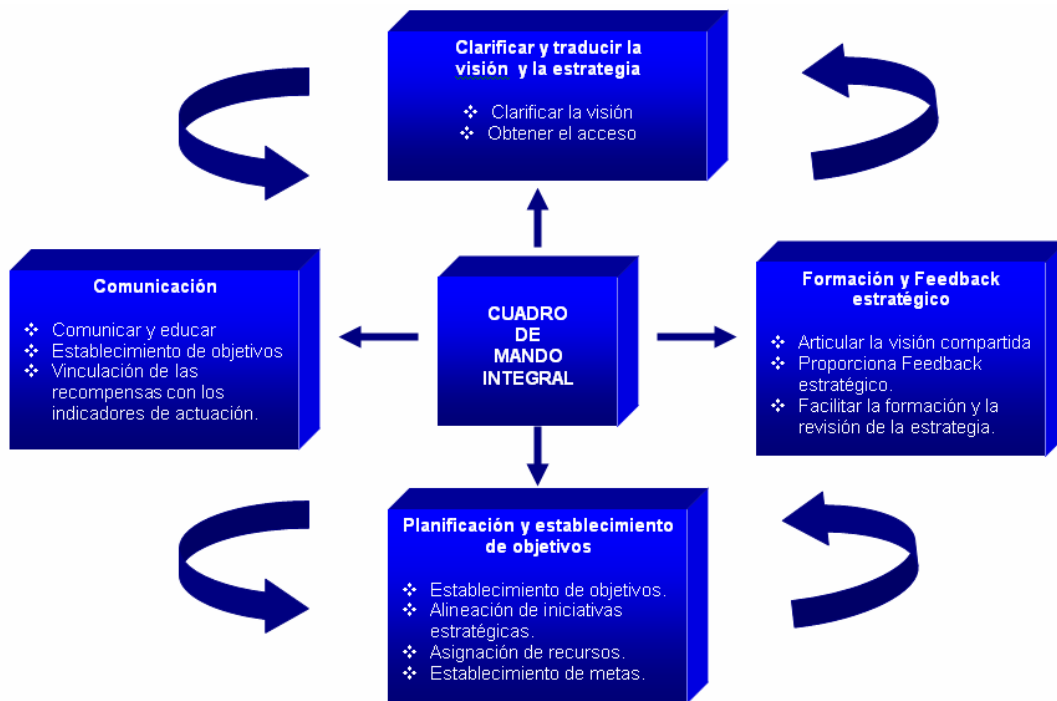 Clarificar y traducir la
visión y la estrategia
❖ Clarificar la visión
❖ Obtener el acceso
Comunicación
❖ Comunicar y educar
❖ Establecimiento de objetivos
❖ Vinculación de las
recompensas con los
indicadores de actuación.
CUADRO
DE
MANDO
INTEGRAL
Formación y Feedback
estratégico
❖ Articular la visión compartida
❖ Proporciona Feedback
estratégico.
❖ Facilitar la formación y la
revisión de la estrategia.
Planificación y establecimiento
de objetivos
❖ Establecimiento de objetivos.
❖ Alineación de iniciativas
estratégicas.
❖ Asignación de recursos.
❖ Establecimiento de metas.